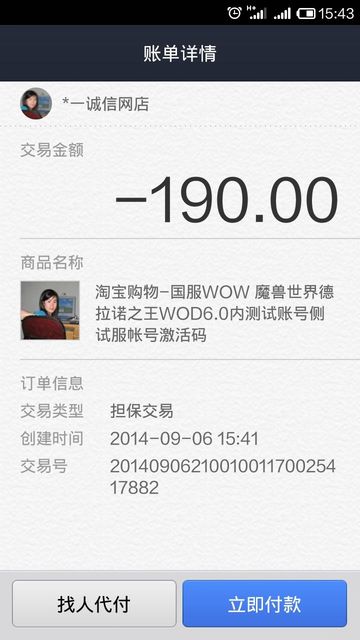 H+ 15:43
账单详情
*一诚信网店
交易金额
-190.00
商品名称
淘宝购物-国服WOW 魔兽世界德
拉诺之王WOD6.0内测试账号侧
试服帐号激活码
订单信息
交易类型 担保交易
创建时间 2014-09-06 15:41
交易号 20140906210010011700254
17882
找人代付 立即付款